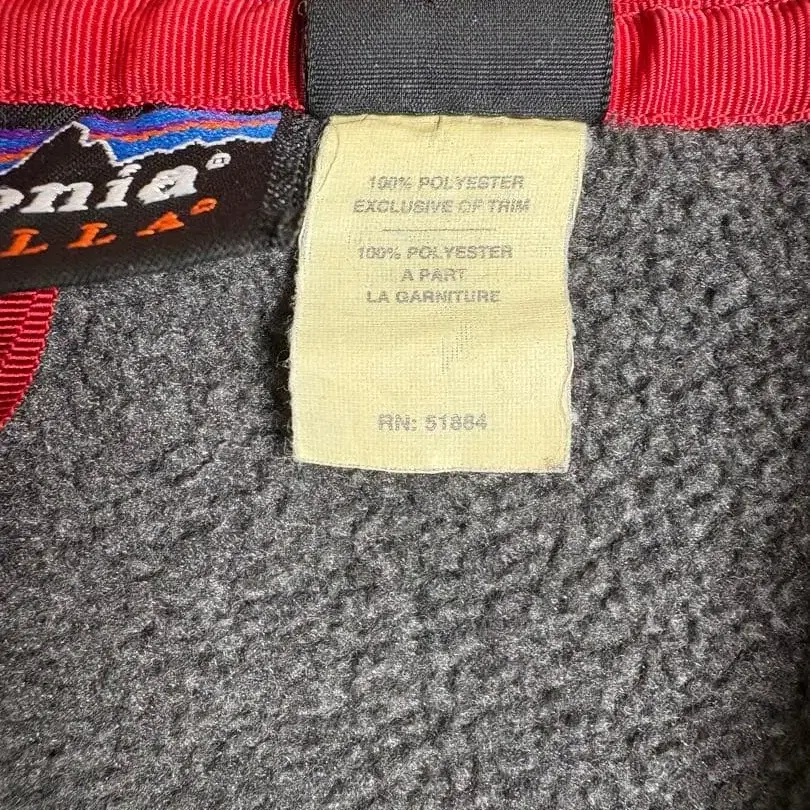 onia®
LLA®
100% POLYESTER
EXCLUSIVE OF TRIM
100% POLYESTER
A PART
LA GARNITURE
RN: 51884